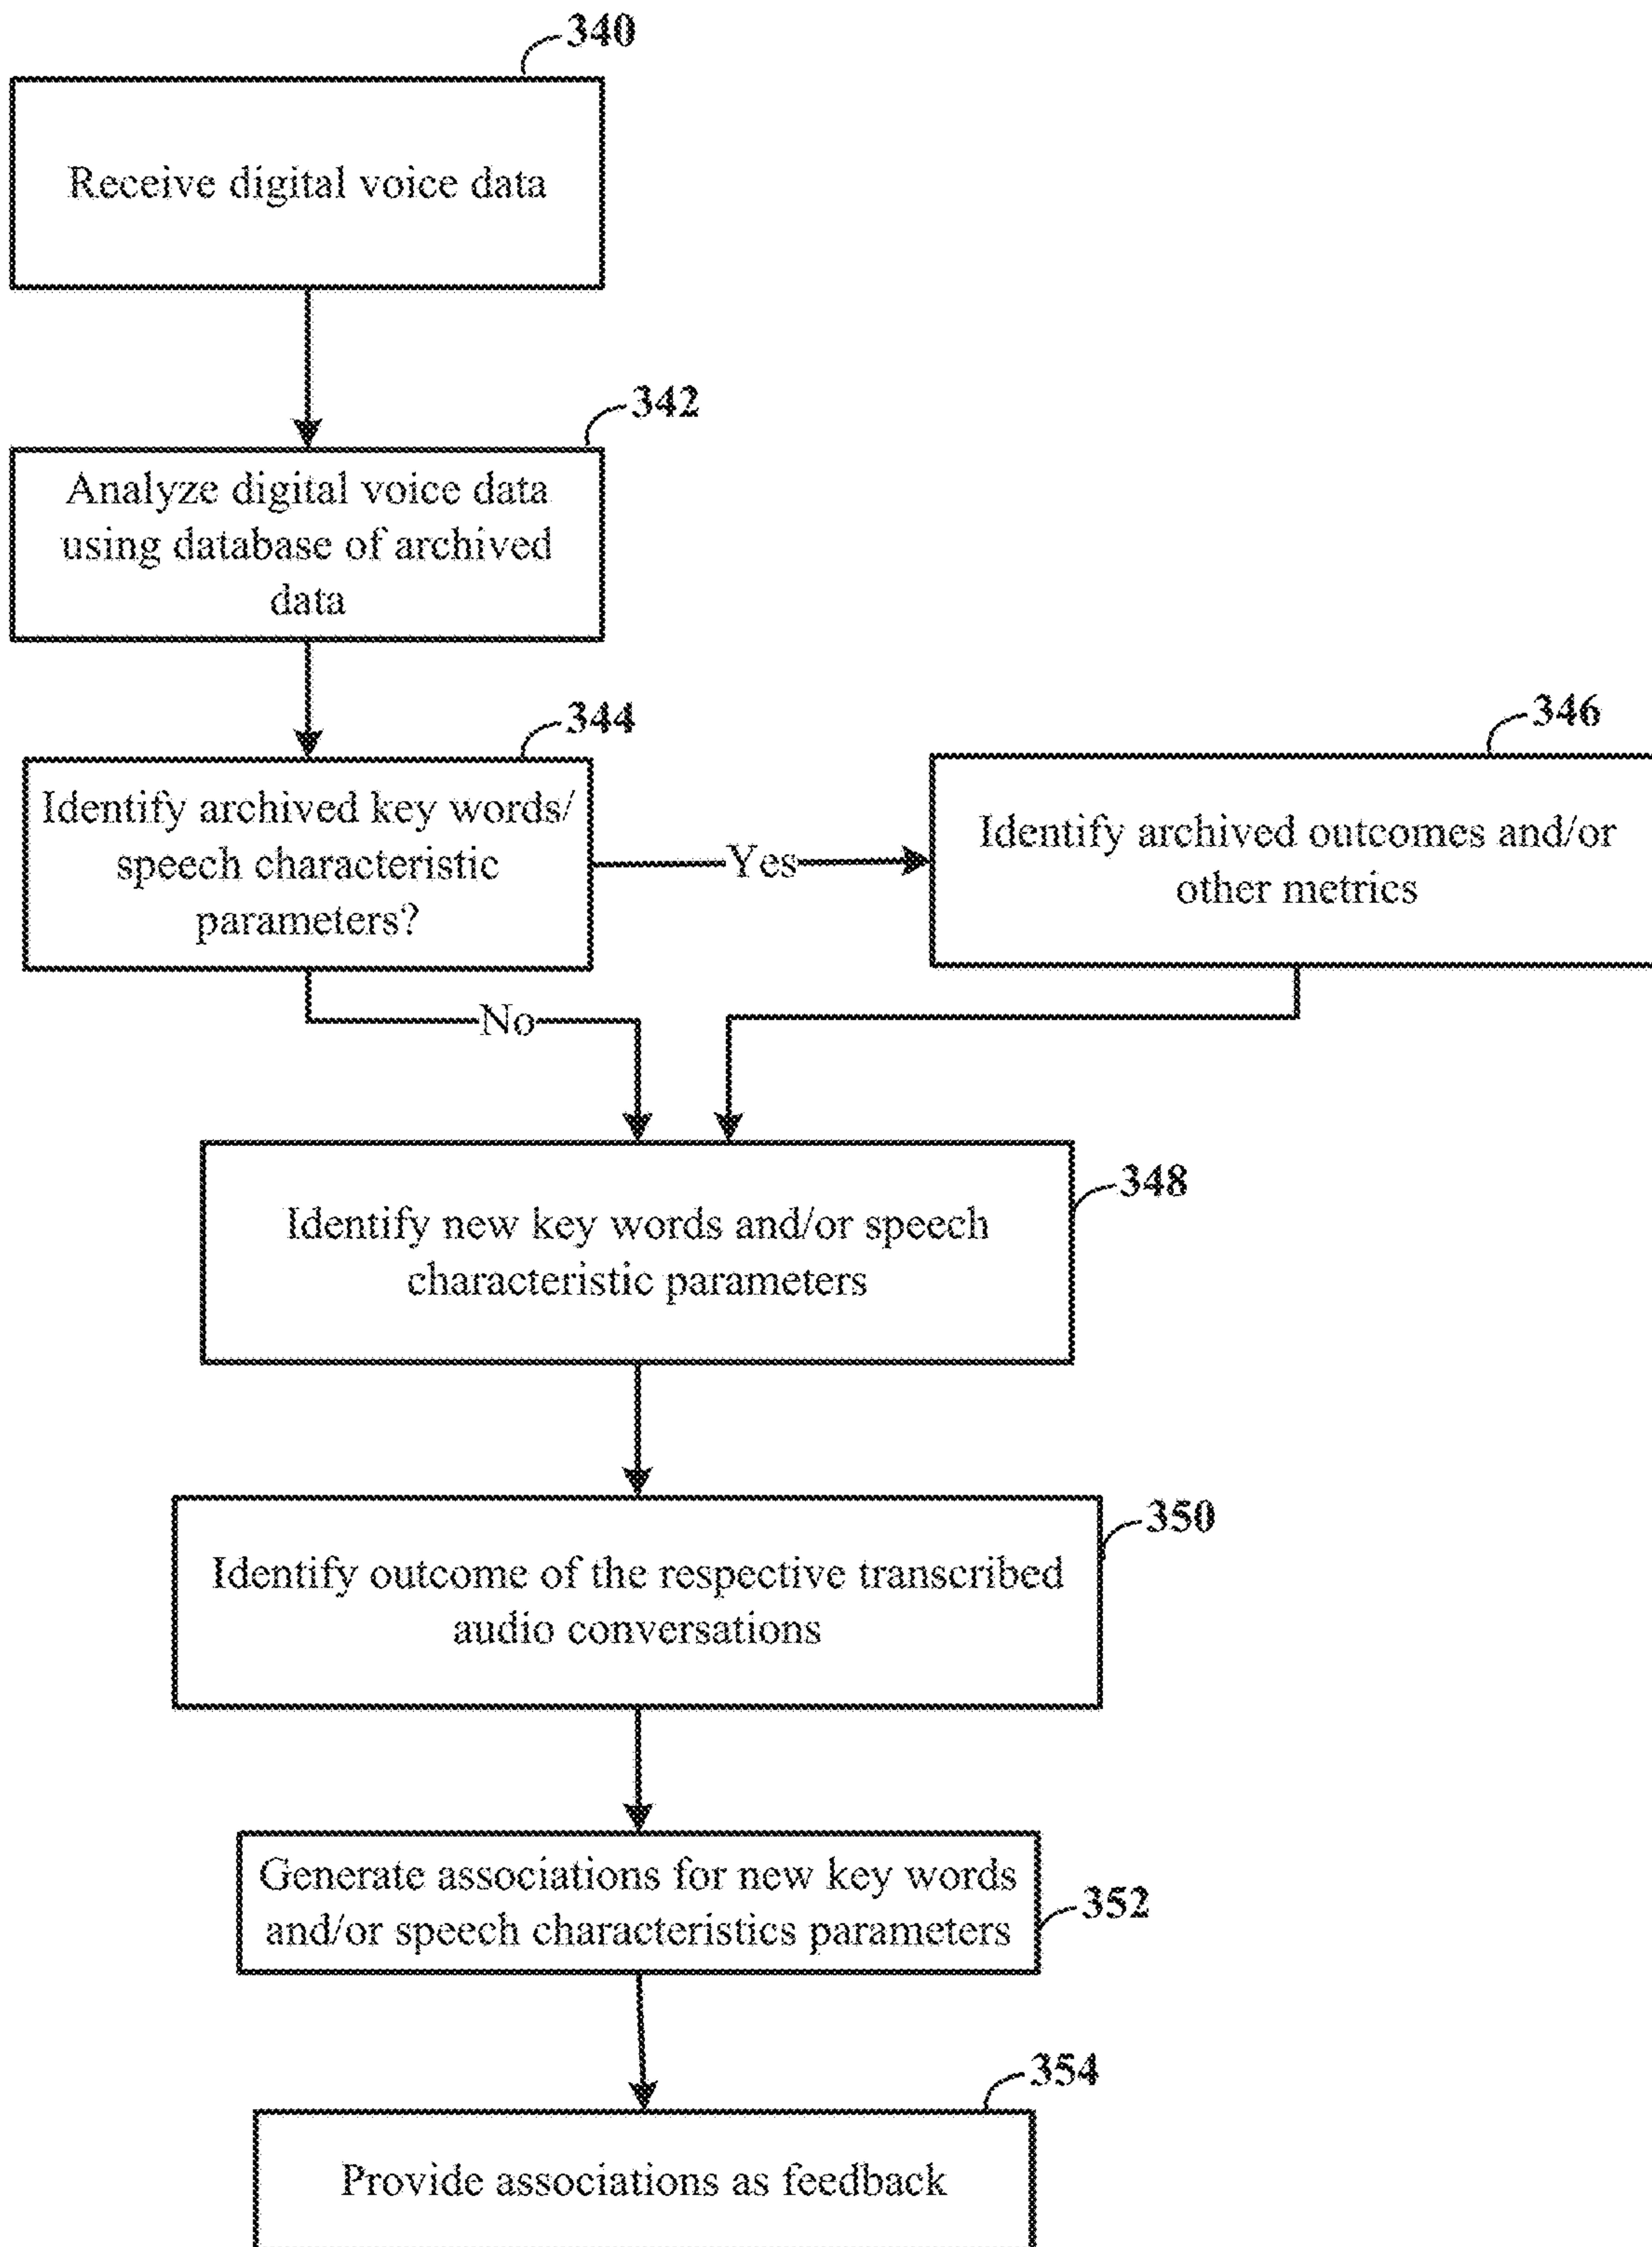 340
Receive digital voice data
342
Analyze digital voice data
using database of archived
data
344
Identify archived key words/
speech characteristic
parameters?
Yes
346
Identify archived outcomes and/or
other metrics
No
348
Identify new key words and/or speech
characteristic parameters
350
Identify outcome of the respective transcribed
audio conversations
352
Generate associations for new key words
and/or speech characteristics parameters
354
Provide associations as feedback